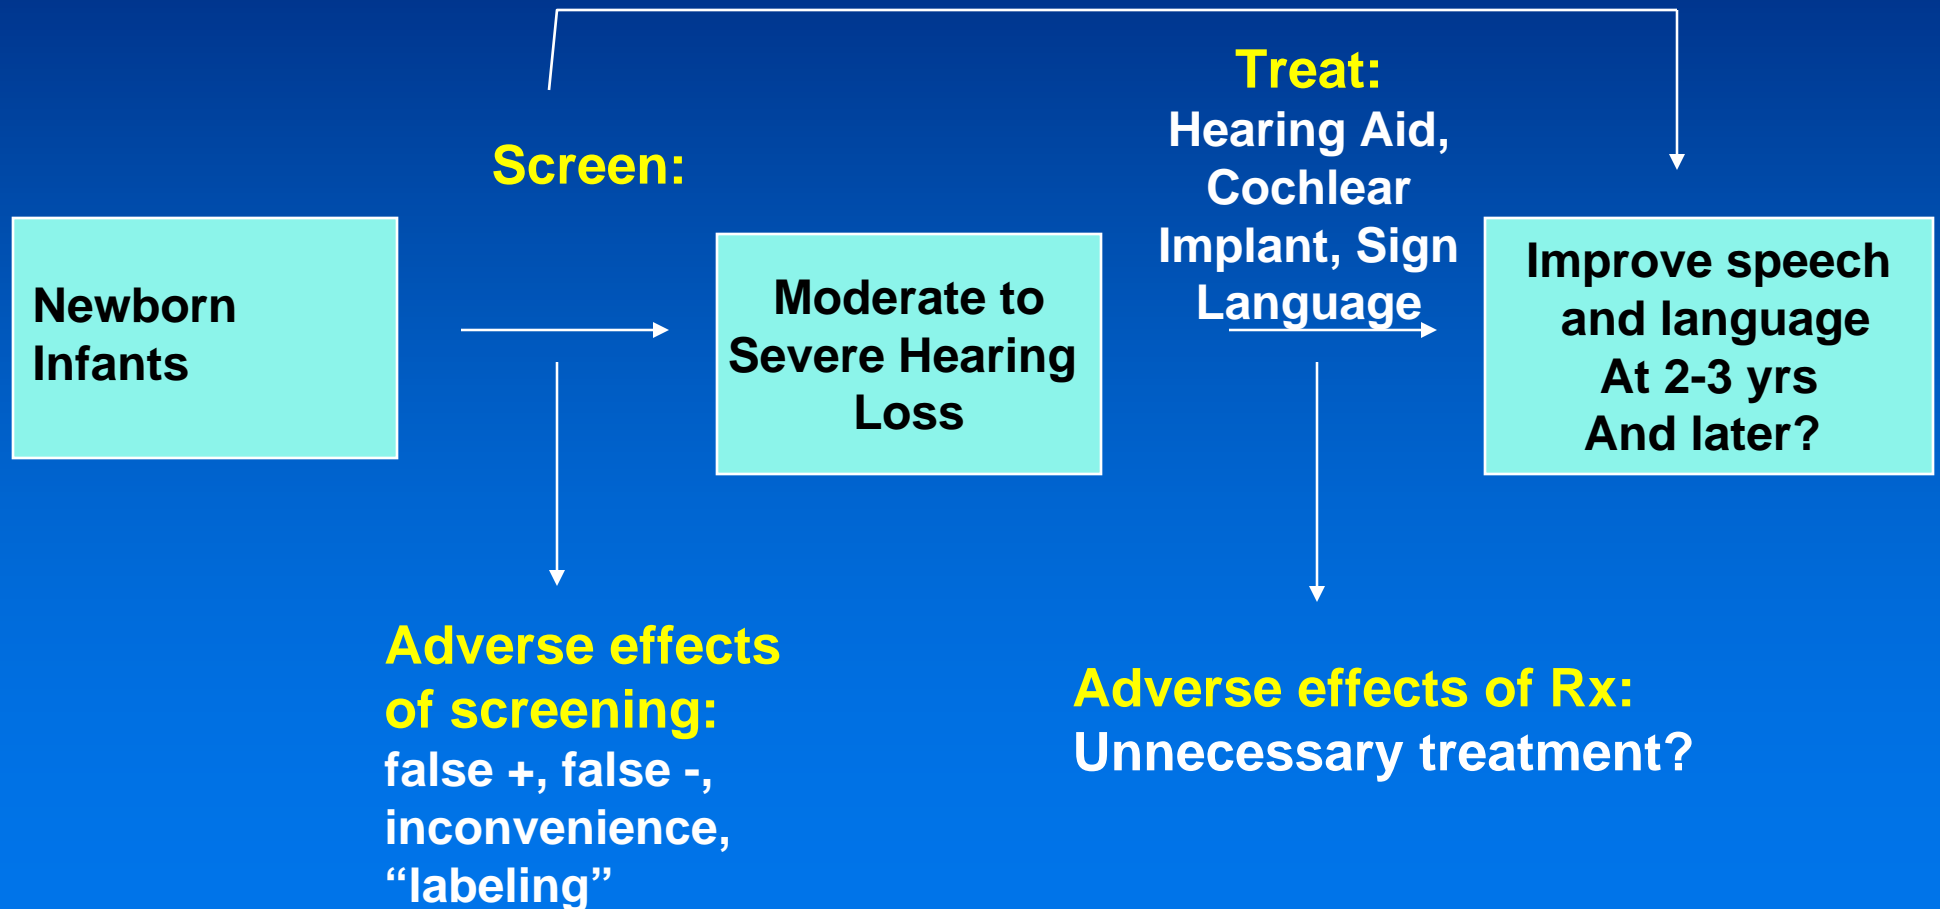 Screen:
Treat:
Hearing Aid,
Cochlear
Implant, Sign
Language
Newborn
Infants
Moderate to
Severe Hearing
Loss
Improve speech
and language
At 2-3 yrs
And later?
Adverse effects
of screening:
false +, false -,
inconvenience,
“labeling”
Adverse effects of Rx:
Unnecessary treatment?